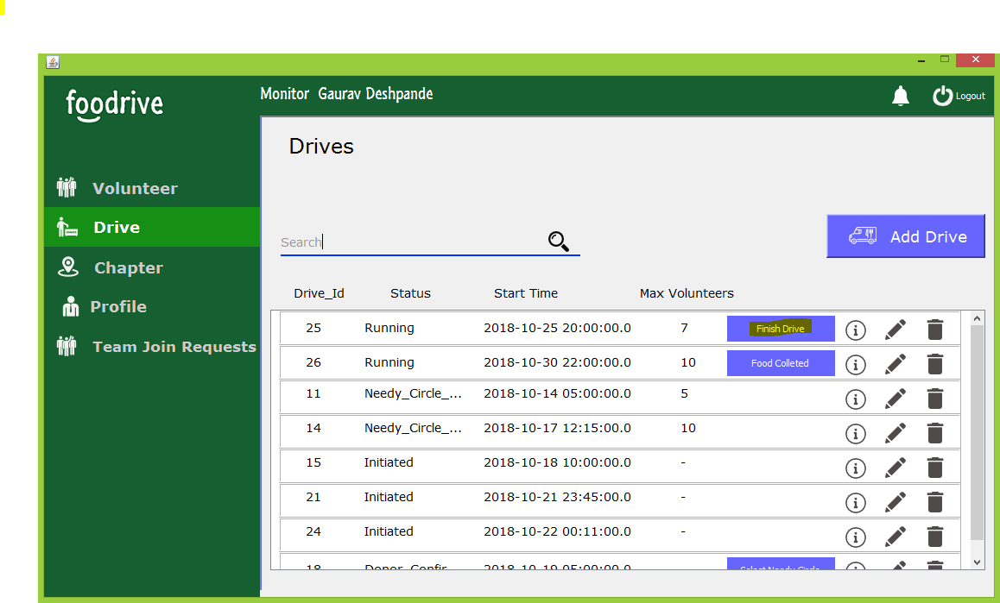 foodrive
Monitor Gaurav Deshpande
Logout
Drives
Volunteer
Drive
Chapter
Profile
Team Join Requests
Search
Add Drive
Drive_Id Status Start Time Max Volunteers
25 Running 2018-10-25 20:00:00.0 7 Finish Drive
26 Running 2018-10-30 22:00:00.0 10 Food Colleted
11 Needy_Circle_... 2018-10-14 05:00:00.0 5
14 Needy_Circle_... 2018-10-17 12:15:00.0 10
15 Initiated 2018-10-18 10:00:00.0 -
21 Initiated 2018-10-21 23:45:00.0 -
24 Initiated 2018-10-22 00:11:00.0 -
18 Donor_Confir... 2018-10-19 05:00:00.0 Select Needy Circle